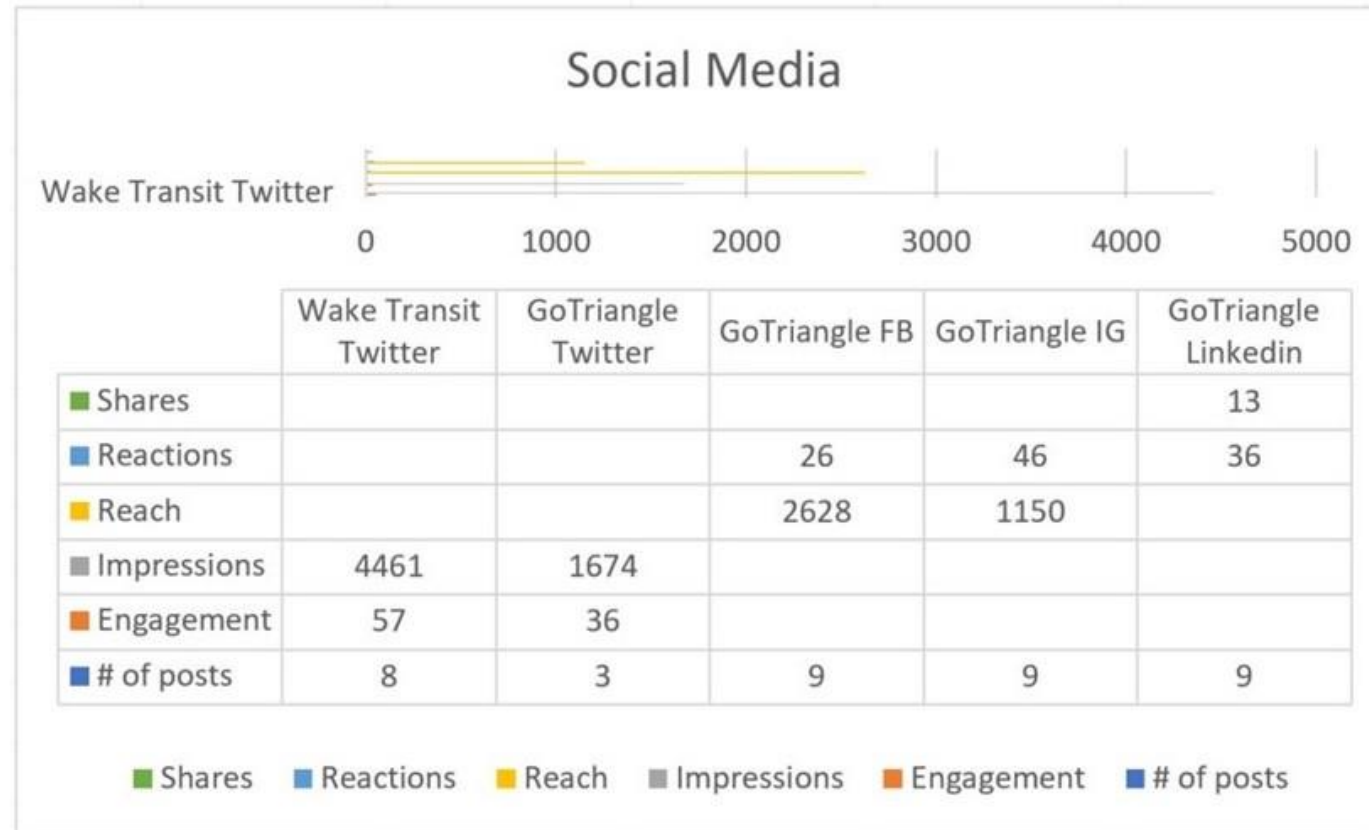 Social Media
Wake Transit Twitter
0 1000 2000 3000 4000 5000
Wake Transit Twitter GoTriangle Twitter GoTriangle FB GoTriangle IG GoTriangle Linkedin
Shares 13
Reactions 26 46 36
Reach 2628 1150
Impressions 4461 1674
Engagement 57 36
# of posts 8 3 9 9 9
Shares Reactions Reach Impressions Engagement # of posts